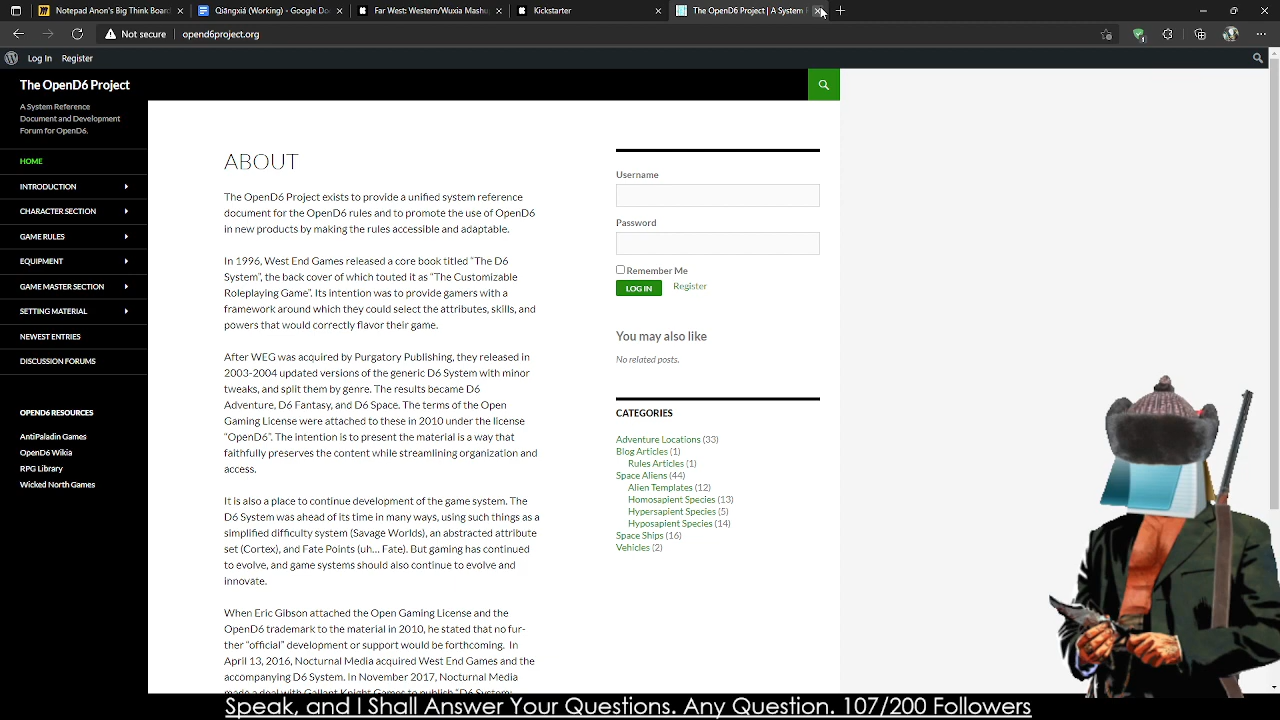 Notepad Anon's Big Think Board
Qiāngxiá (Working) - Google Do
Far West: Western/Wuxia Mashu
Kickstarter
The OpenD6 Project | A System
Not secure
opend6project.org
Log In
Register
The OpenD6 Project
A System Reference
Document and Development
Forum for OpenD6.
HOME
INTRODUCTION
CHARACTER SECTION
GAME RULES
EQUIPMENT
GAME MASTER SECTION
SETTING MATERIAL
NEWEST ENTRIES
DISCUSSION FORUMS
OPEND6 RESOURCES
AntiPaladin Games
OpenD6 Wikia
RPG Library
Wicked North Games
ABOUT
The OpenD6 Project exists to provide a unified system reference
document for the OpenD6 rules and to promote the use of OpenD6
in new products by making the rules accessible and adaptable.
In 1996, West End Games released a core book titled “The D6
System”, the back cover of which touted it as “The Customizable
Roleplaying Game”. Its intention was to provide gamers with a
framework around which they could select the attributes, skills, and
powers that would correctly flavor their game.
After WEG was acquired by Purgatory Publishing, they released in
2003-2004 updated versions of the generic D6 System with minor
tweaks, and split them by genre. The results became D6
Adventure, D6 Fantasy, and D6 Space. The terms of the Open
Gaming License were attached to these in 2010 under the license
“OpenD6”. The intention is to present the material is a way that
faithfully preserves the content while streamlining organization and
access.
It is also a place to continue development of the game system. The
D6 System was ahead of its time in many ways, using such things as a
simplified difficulty system (Savage Worlds), an abstracted attribute
set (Cortex), and Fate Points (uh... Fate). But gaming has continued
to evolve, and game systems should also continue to evolve and
innovate.
When Eric Gibson attached the Open Gaming License and the
OpenD6 trademark to the material in 2010, he stated that no fur-
ther “official” development or support would be forthcoming. In
April 13, 2016, Nocturnal Media acquired West End Games and the
accompanying D6 System. In November 2017, Nocturnal Media
made a deal with Gallant Knight Games to publish “D6 System:
Username
Password
Remember Me
LOG IN
Register
You may also like
No related posts.
CATEGORIES
Adventure Locations (33)
Blog Articles (1)
Rules Articles (1)
Space Aliens (44)
Alien Templates (12)
Homosapient Species (13)
Hypersapient Species (5)
Hyposapient Species (14)
Space Ships (16)
Vehicles (2)
Speak, and I Shall Answer Your Questions. Any Question. 107/200 Followers